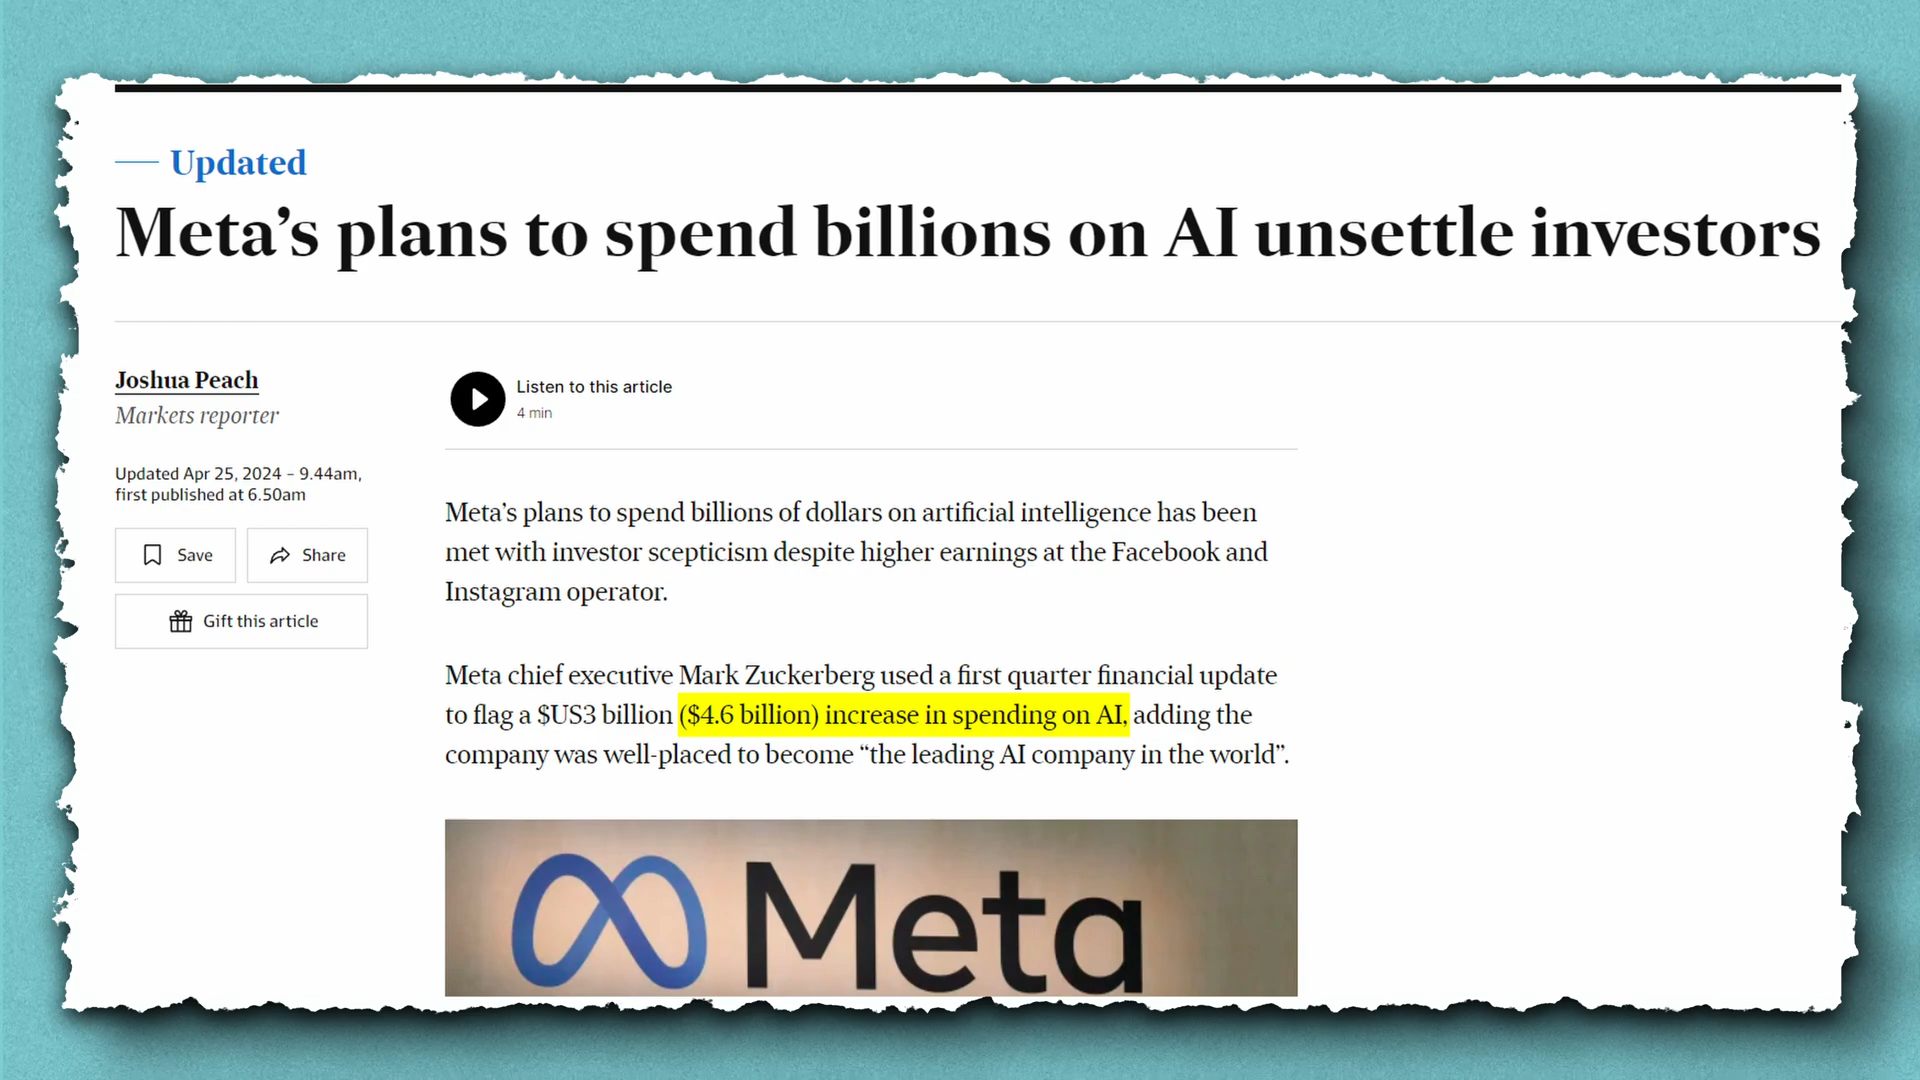 Updated
Meta’s plans to spend billions on AI unsettle investors
Joshua Peach
Markets reporter
Updated Apr 25, 2024 – 9.44am,
first published at 6.50am
Save
Share
Gift this article
Listen to this article
4 min
Meta’s plans to spend billions of dollars on artificial intelligence has been
met with investor scepticism despite higher earnings at the Facebook and
Instagram operator.
Meta chief executive Mark Zuckerberg used a first quarter financial update
to flag a $US3 billion ($4.6 billion) increase in spending on AI, adding the
company was well-placed to become “the leading AI company in the world”.
Meta